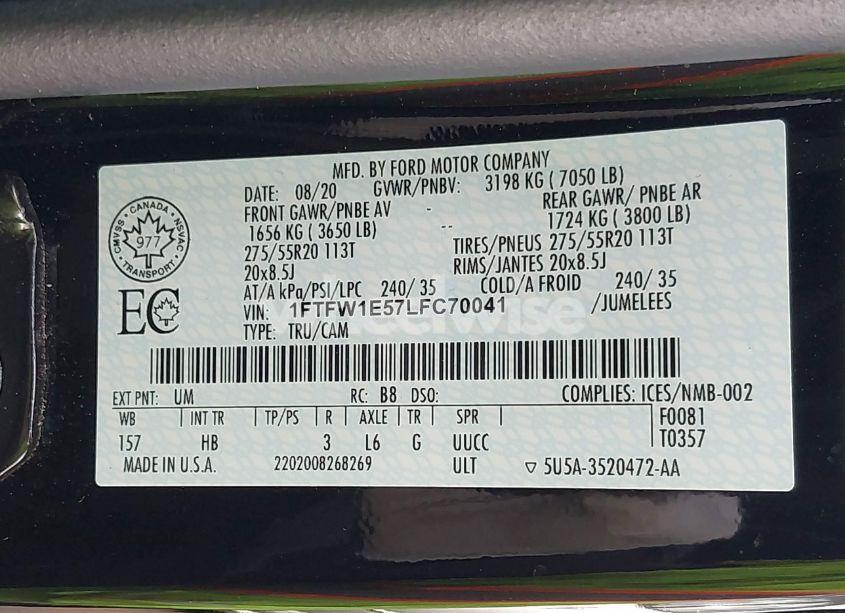 MFD. BY FORD MOTOR COMPANY
DATE: 08/20 GVWR/PNBV: 3198 KG ( 7050 LB)
FRONT GAWR/PNBE AV - REAR GAWR/ PNBE AR
1656 KG ( 3650 LB) -- 1724 KG ( 3800 LB)
275/55R20 113T TIRES/PNEUS 275/55R20 113T
20x8.5J RIMS/JANTES 20x8.5J
AT/A kPa/PSI/LPC 240/ 35 COLD/A FROID 240/ 35
VIN: 1FTFW1E57LFC70041 /JUMELEES
TYPE: TRU/CAM
CMVSS · CANADA · NSVAC
977
TRANSPORT
EC
EXT PNT: UM RC: B8 DSO: COMPLIES: ICES/NMB-002
WB INT TR TP/PS R AXLE TR SPR F0081
157 HB 3 L6 G UUCC T0357
MADE IN U.S.A. 2202008268269 ULT ▽ 5U5A-3520472-AA